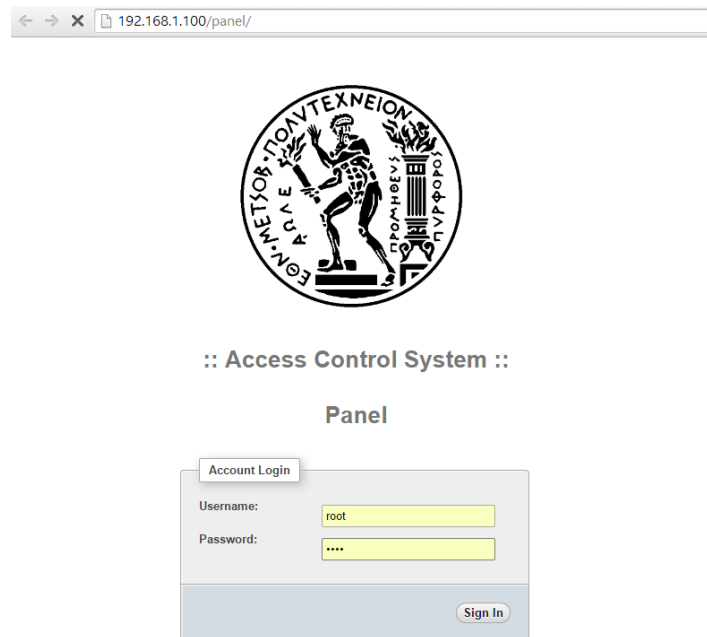 192.168.1.100/panel/
ΕΘΝ·ΜΕΤΣΟΒ·ΠΟΛΥΤΕΧΝΕΙΟΝ
ΠΡΟΜΗΘΕΥΣ
ΠΥΡΦΟΡΟΣ
:: Access Control System ::
Panel
Account Login
Username:
root
Password:
••••
Sign In